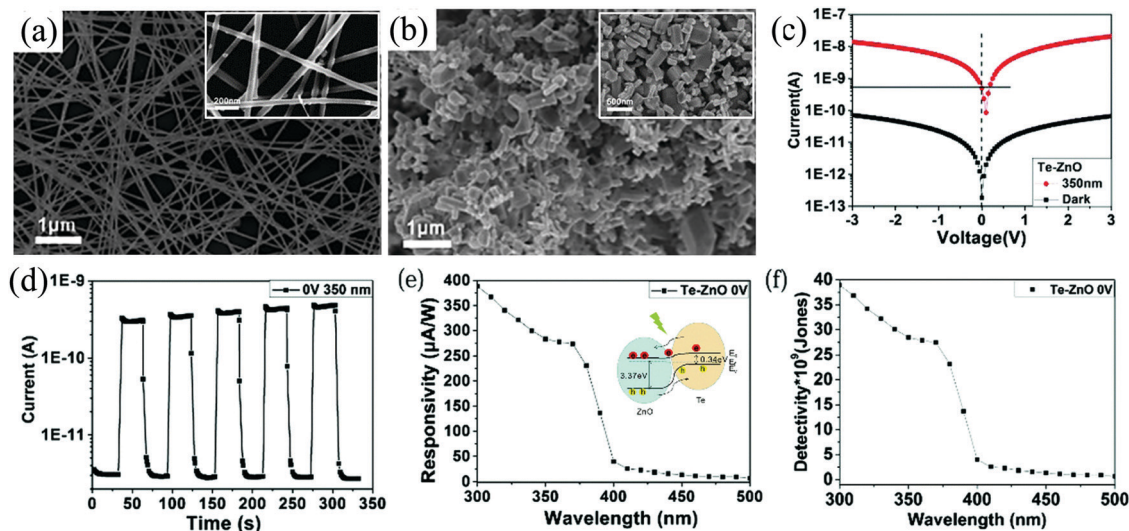 (a)
200nm
1μm
(b)
600nm
1μm
(c)
1E-7
1E-8
1E-9
1E-10
1E-11
1E-12
1E-13
Current(A)
Te-ZnO
350nm
Dark
-3 -2 -1 0 1 2 3
Voltage(V)
(d)
0V 350 nm
1E-9
1E-10
1E-11
Current (A)
0 50 100 150 200 250 300 350
Time (s)
(e)
Te-ZnO 0V
400
350
300
250
200
150
100
50
0
Responsivity (μA/W)
3.37eV
0.34eV
e e e e
h h h h
ZnO
Te
300 350 400 450 500
Wavelength (nm)
(f)
Te-ZnO 0V
40
35
30
25
20
15
10
5
0
Detectivity*10⁹(Jones)
300 350 400 450 500
Wavelength (nm)